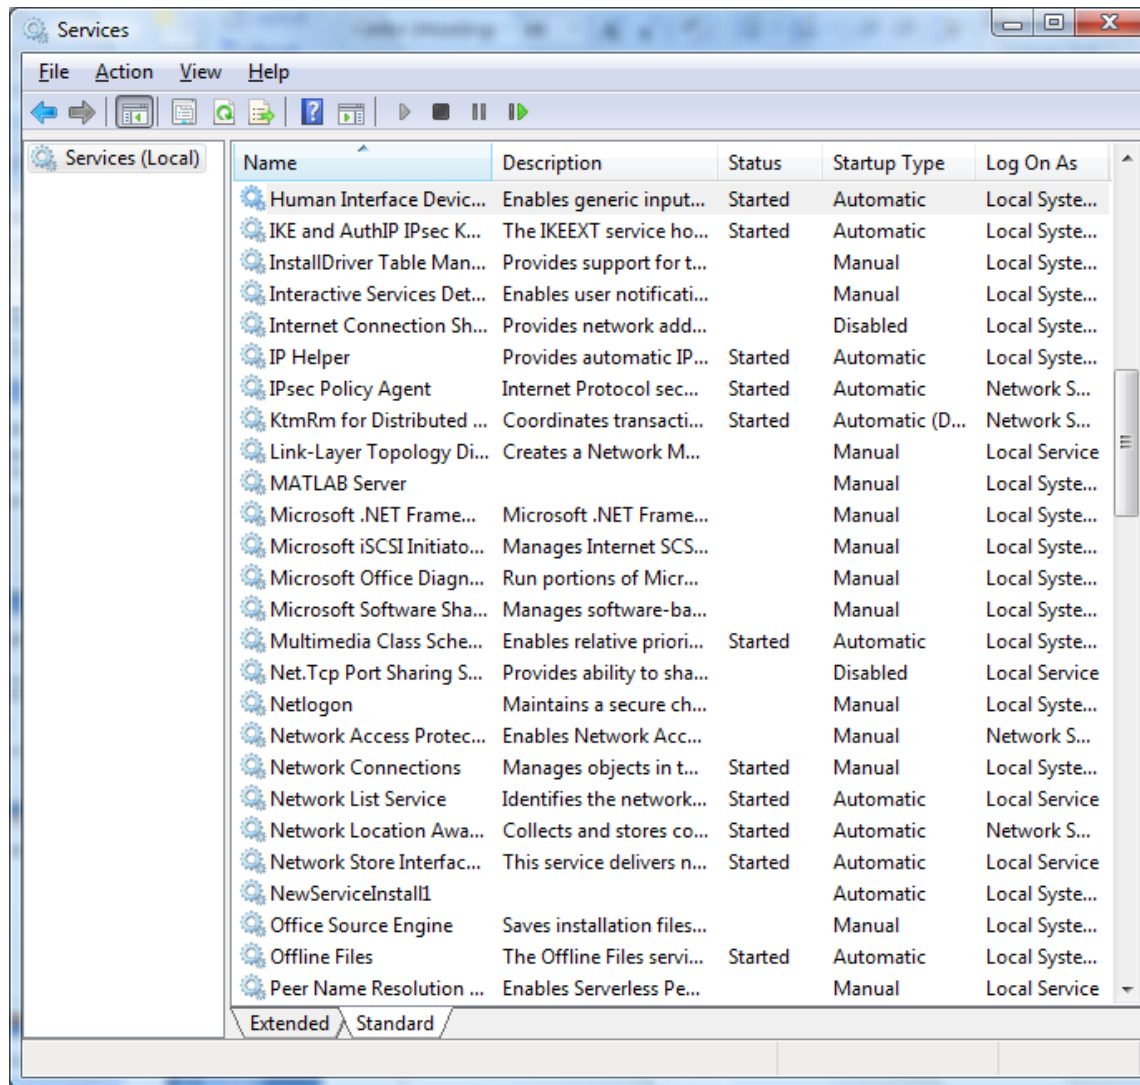 Services
File Action View Help
Services (Local)
Name Description Status Startup Type Log On As
Human Interface Devic... Enables generic input... Started Automatic Local Syste...
IKE and AuthIP IPsec K... The IKEEXT service ho... Started Automatic Local Syste...
InstallDriver Table Man... Provides support for t... Manual Local Syste...
Interactive Services Det... Enables user notificati... Manual Local Syste...
Internet Connection Sh... Provides network add... Disabled Local Syste...
IP Helper Provides automatic IP... Started Automatic Local Syste...
IPsec Policy Agent Internet Protocol sec... Started Automatic Network S...
KtmRm for Distributed ... Coordinates transacti... Started Automatic (D... Network S...
Link-Layer Topology Di... Creates a Network M... Manual Local Service
MATLAB Server Manual Local Syste...
Microsoft .NET Frame... Microsoft .NET Frame... Manual Local Syste...
Microsoft iSCSI Initiato... Manages Internet SCS... Manual Local Syste...
Microsoft Office Diagn... Run portions of Micr... Manual Local Syste...
Microsoft Software Sha... Manages software-ba... Manual Local Syste...
Multimedia Class Sche... Enables relative priori... Started Automatic Local Syste...
Net.Tcp Port Sharing S... Provides ability to sha... Disabled Local Service
Netlogon Maintains a secure ch... Manual Local Syste...
Network Access Protec... Enables Network Acc... Manual Network S...
Network Connections Manages objects in t... Started Manual Local Syste...
Network List Service Identifies the network... Started Automatic Local Service
Network Location Awa... Collects and stores co... Started Automatic Network S...
Network Store Interfac... This service delivers n... Started Automatic Local Service
NewServiceInstall1 Automatic Local Syste...
Office Source Engine Saves installation files... Manual Local Syste...
Offline Files The Offline Files servi... Started Automatic Local Syste...
Peer Name Resolution ... Enables Serverless Pe... Manual Local Service
Extended Standard